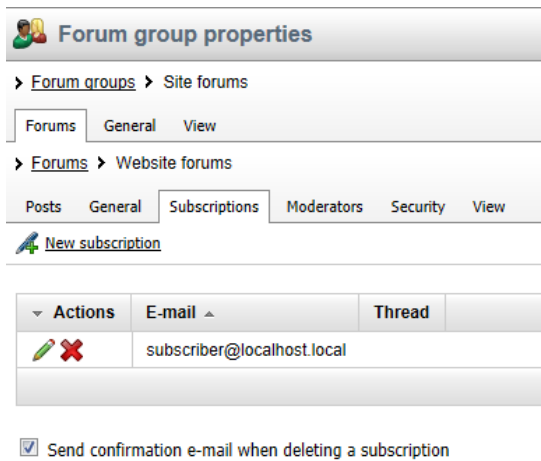 Forum group properties
Forum groups > Site forums
Forums General View
Forums > Website forums
Posts General Subscriptions Moderators Security View
New subscription
Actions E-mail Thread
subscriber@localhost.local
Send confirmation e-mail when deleting a subscription